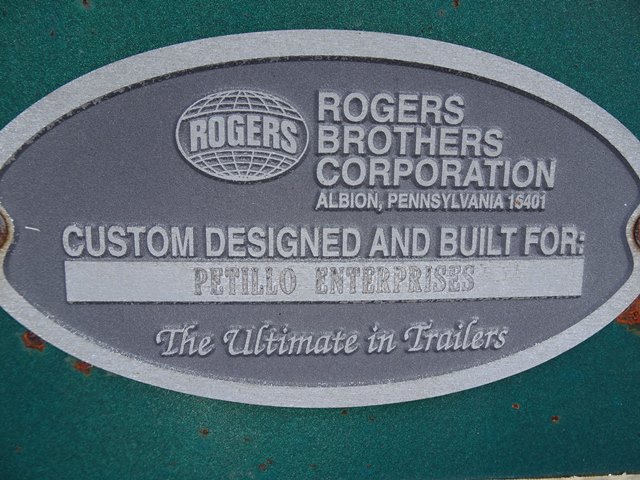 ROGERS
ROGERS
BROTHERS
CORPORATION
ALBION, PENNSYLVANIA 16401
CUSTOM DESIGNED AND BUILT FOR:
PETILLO ENTERPRISES
The Ultimate in Trailers